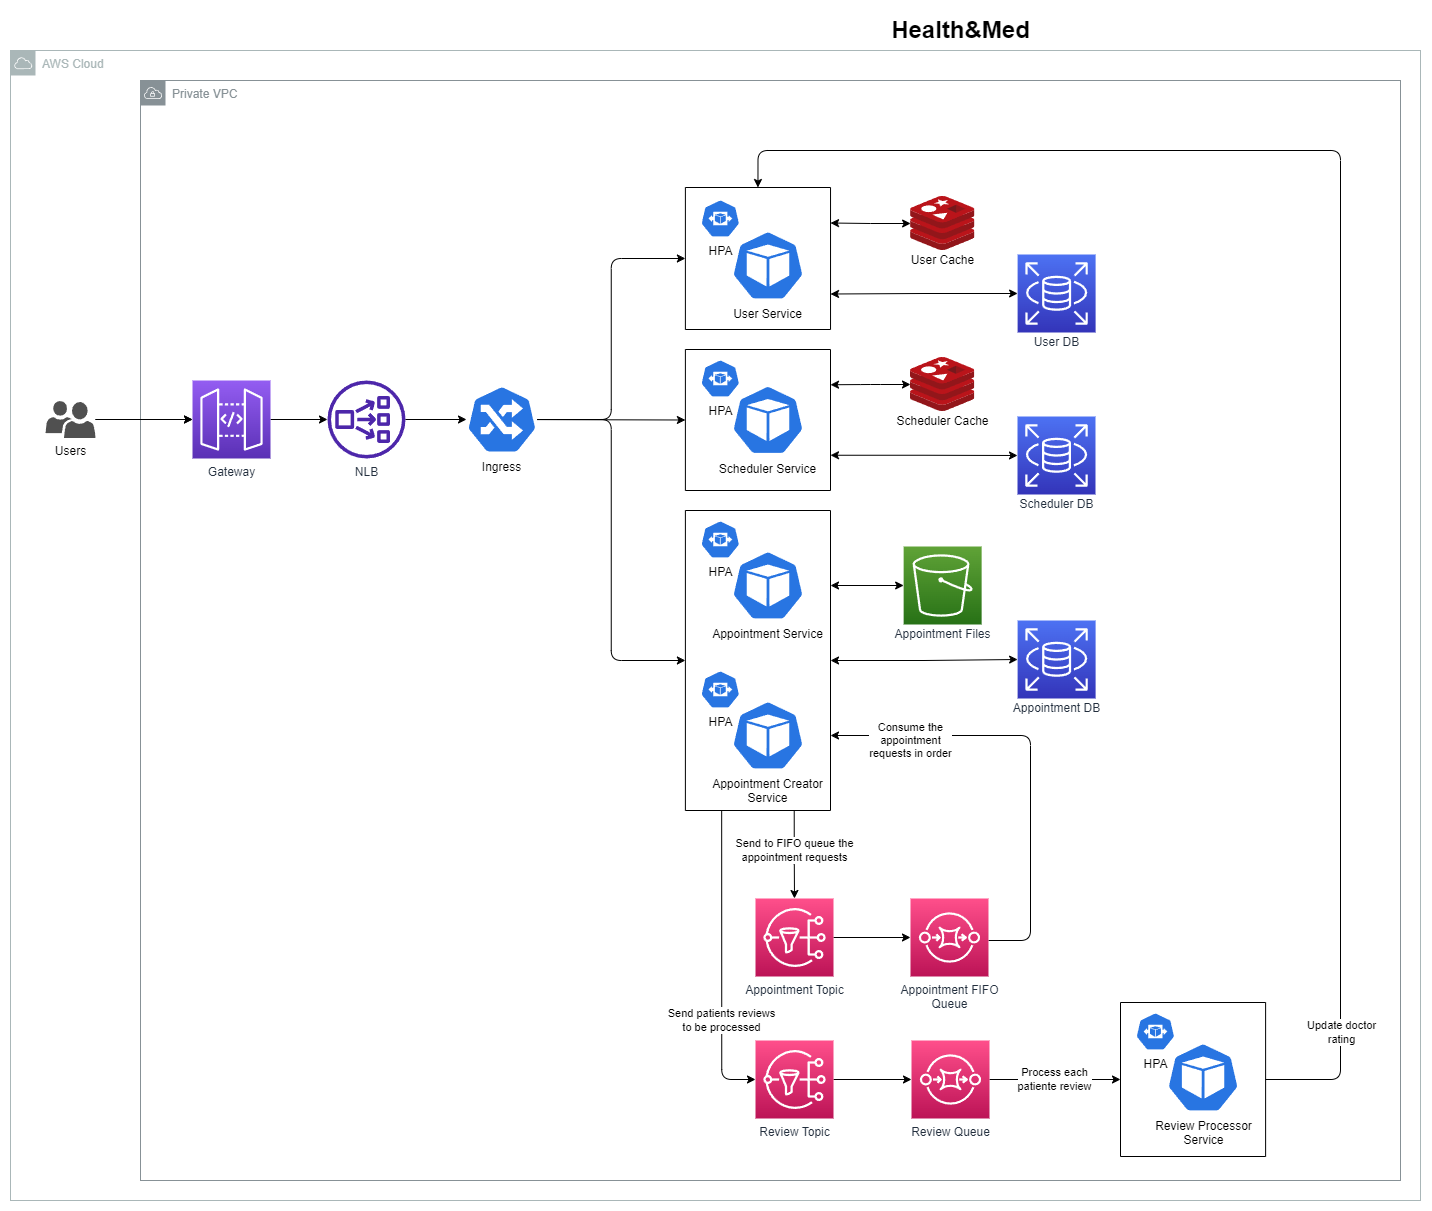 Health&Med
AWS Cloud
Private VPC
HPA
User Service
User Cache
User DB
HPA
Scheduler Service
Scheduler Cache
Scheduler DB
Users
Gateway
NLB
Ingress
HPA
Appointment Service
Appointment Files
HPA
Appointment Creator
Service
Appointment DB
Consume the
appointment
requests in order
Send to FIFO queue the
appointment requests
Appointment Topic
Appointment FIFO
Queue
Send patients reviews
to be processed
Review Topic
Review Queue
Process each
patiente review
HPA
Review Processor
Service
Update doctor
rating